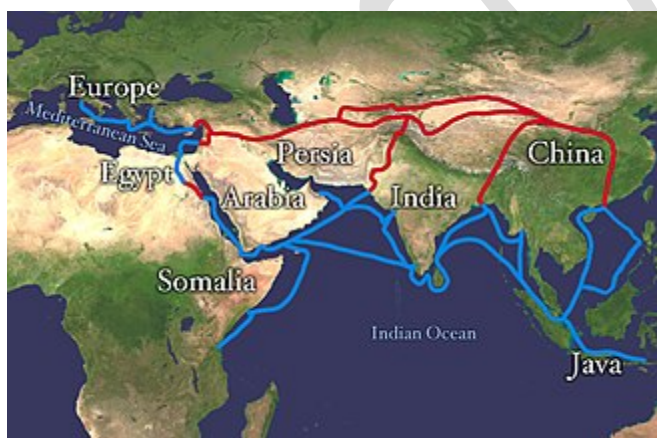 Europe
Mediterranean Sea
Egypt
Persia
China
Arabia
India
Somalia
Indian Ocean
Java